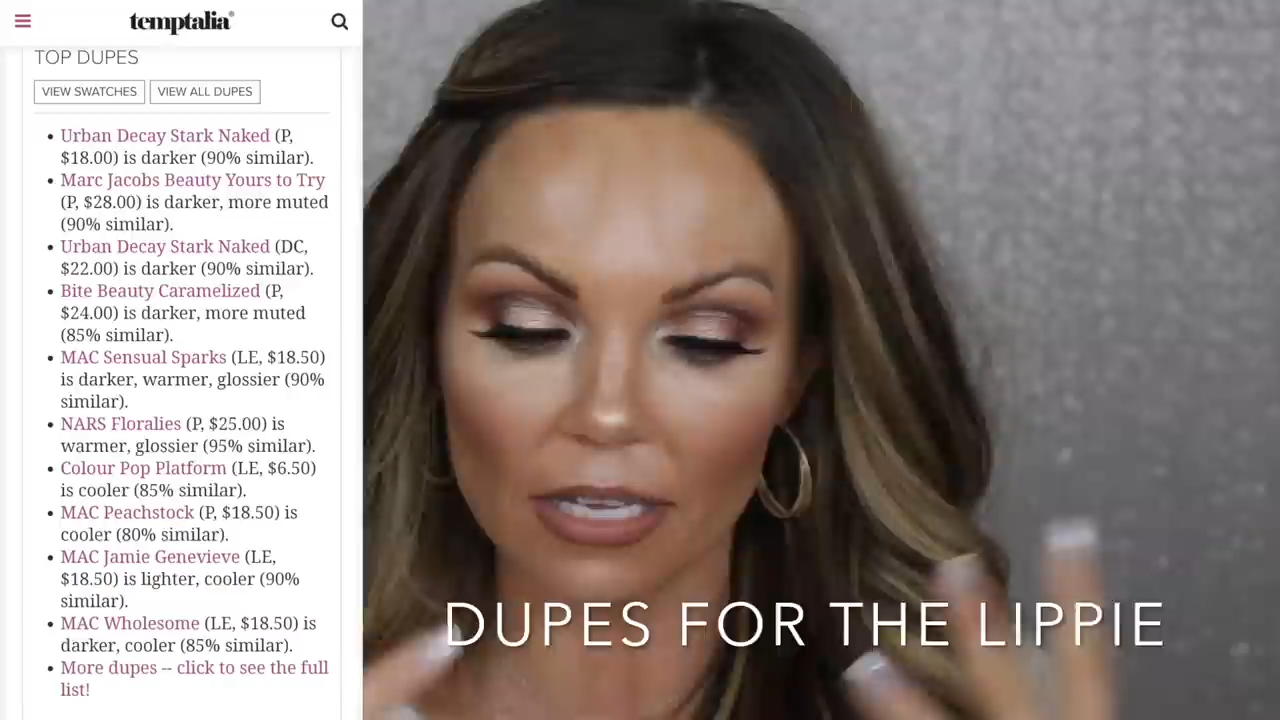 temptalia
TOP DUPES
VIEW SWATCHES
VIEW ALL DUPES
Urban Decay Stark Naked (P,
$18.00) is darker (90% similar).
Marc Jacobs Beauty Yours to Try
(P, $28.00) is darker, more muted
(90% similar).
Urban Decay Stark Naked (DC,
$22.00) is darker (90% similar).
Bite Beauty Caramelized (P,
$24.00) is darker, more muted
(85% similar).
MAC Sensual Sparks (LE, $18.50)
is darker, warmer, glossier (90%
similar).
NARS Floralies (P, $25.00) is
warmer, glossier (95% similar).
Colour Pop Platform (LE, $6.50)
is cooler (85% similar).
MAC Peachstock (P, $18.50) is
cooler (80% similar).
MAC Jamie Genevieve (LE,
$18.50) is lighter, cooler (90%
similar).
MAC Wholesome (LE, $18.50) is
darker, cooler (85% similar).
More dupes -- click to see the full
list!
DUPES FOR THE LIPPIE